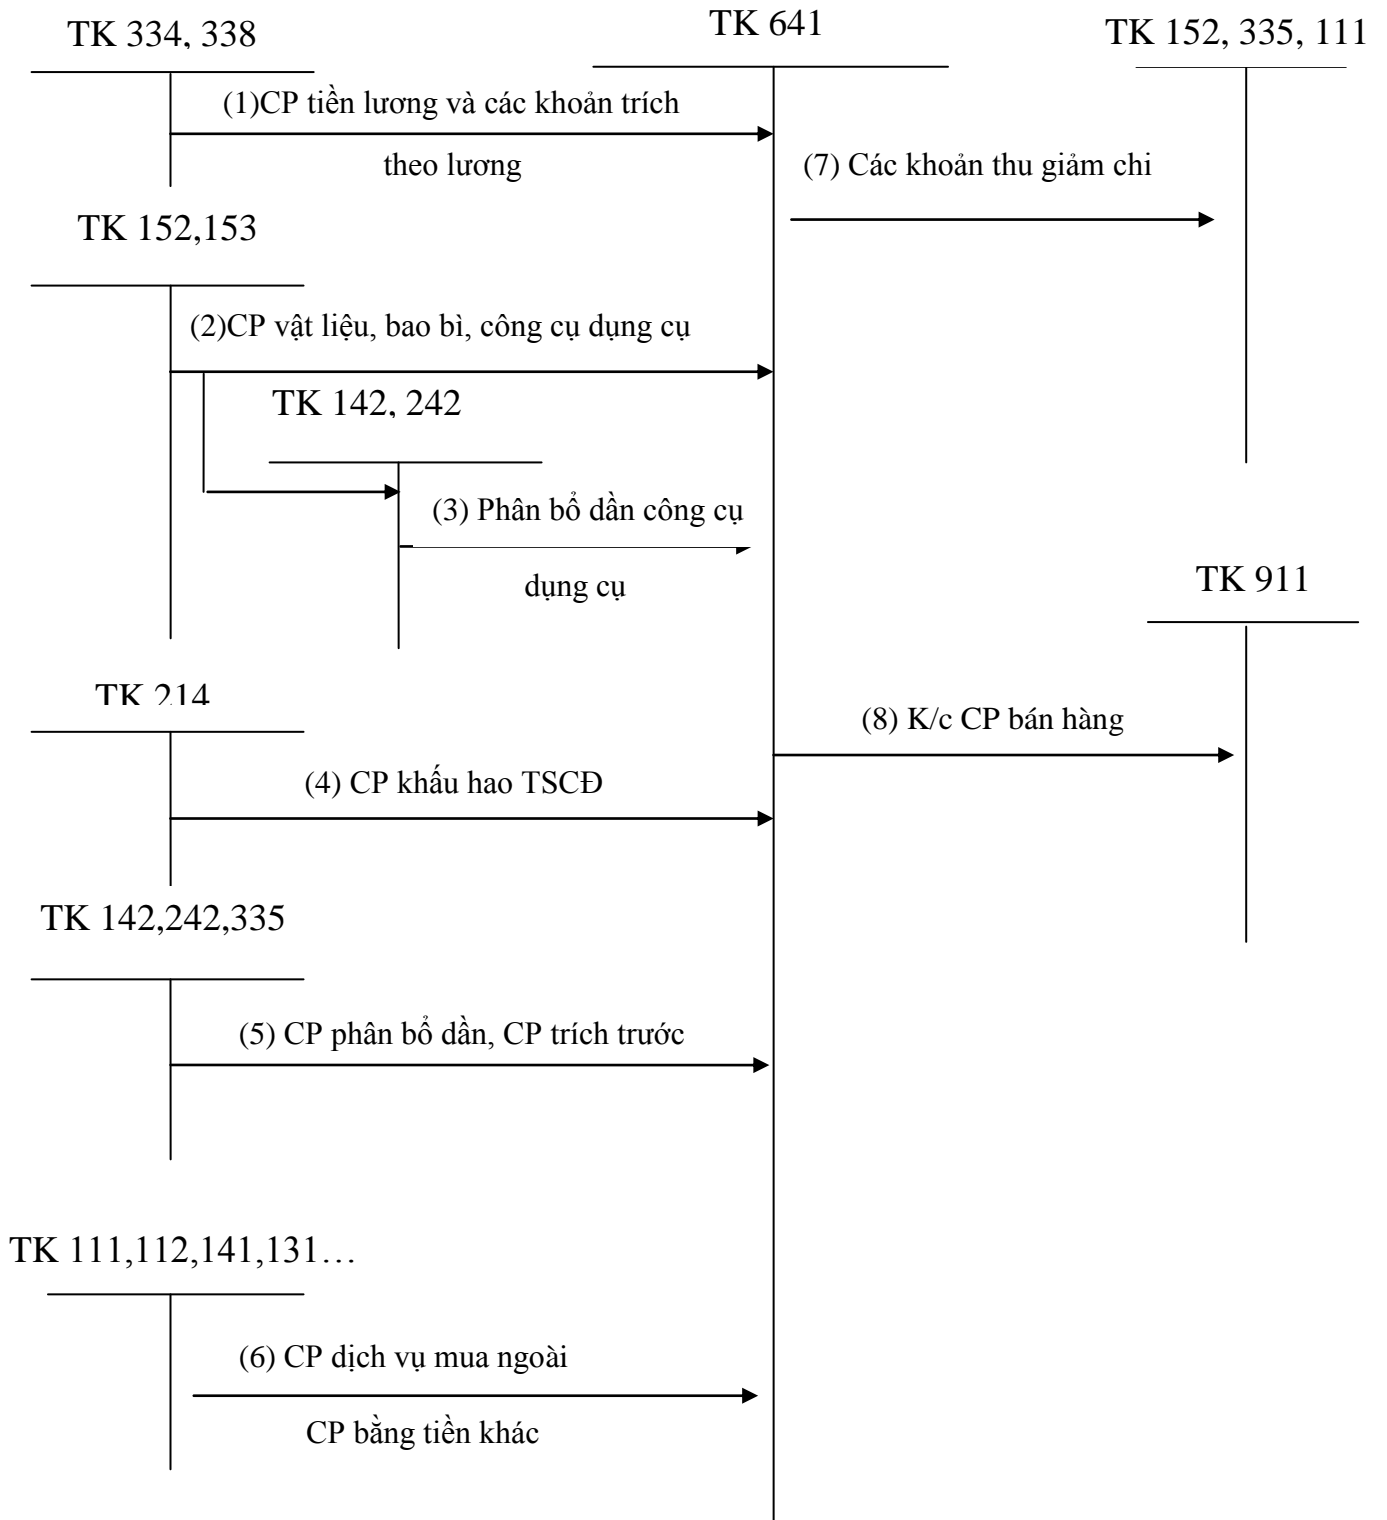 TK 334, 338
TK 641
TK 152, 335, 111
(1)CP tiền lương và các khoản trích
theo lương
(7) Các khoản thu giảm chi
TK 152,153
(2)CP vật liệu, bao bì, công cụ dụng cụ
TK 142, 242
(3) Phân bổ dần công cụ
dụng cụ
TK 911
TK 214
(8) K/c CP bán hàng
(4) CP khấu hao TSCĐ
TK 142,242,335
(5) CP phân bổ dần, CP trích trước
TK 111,112,141,131…
(6) CP dịch vụ mua ngoài
CP bằng tiền khác